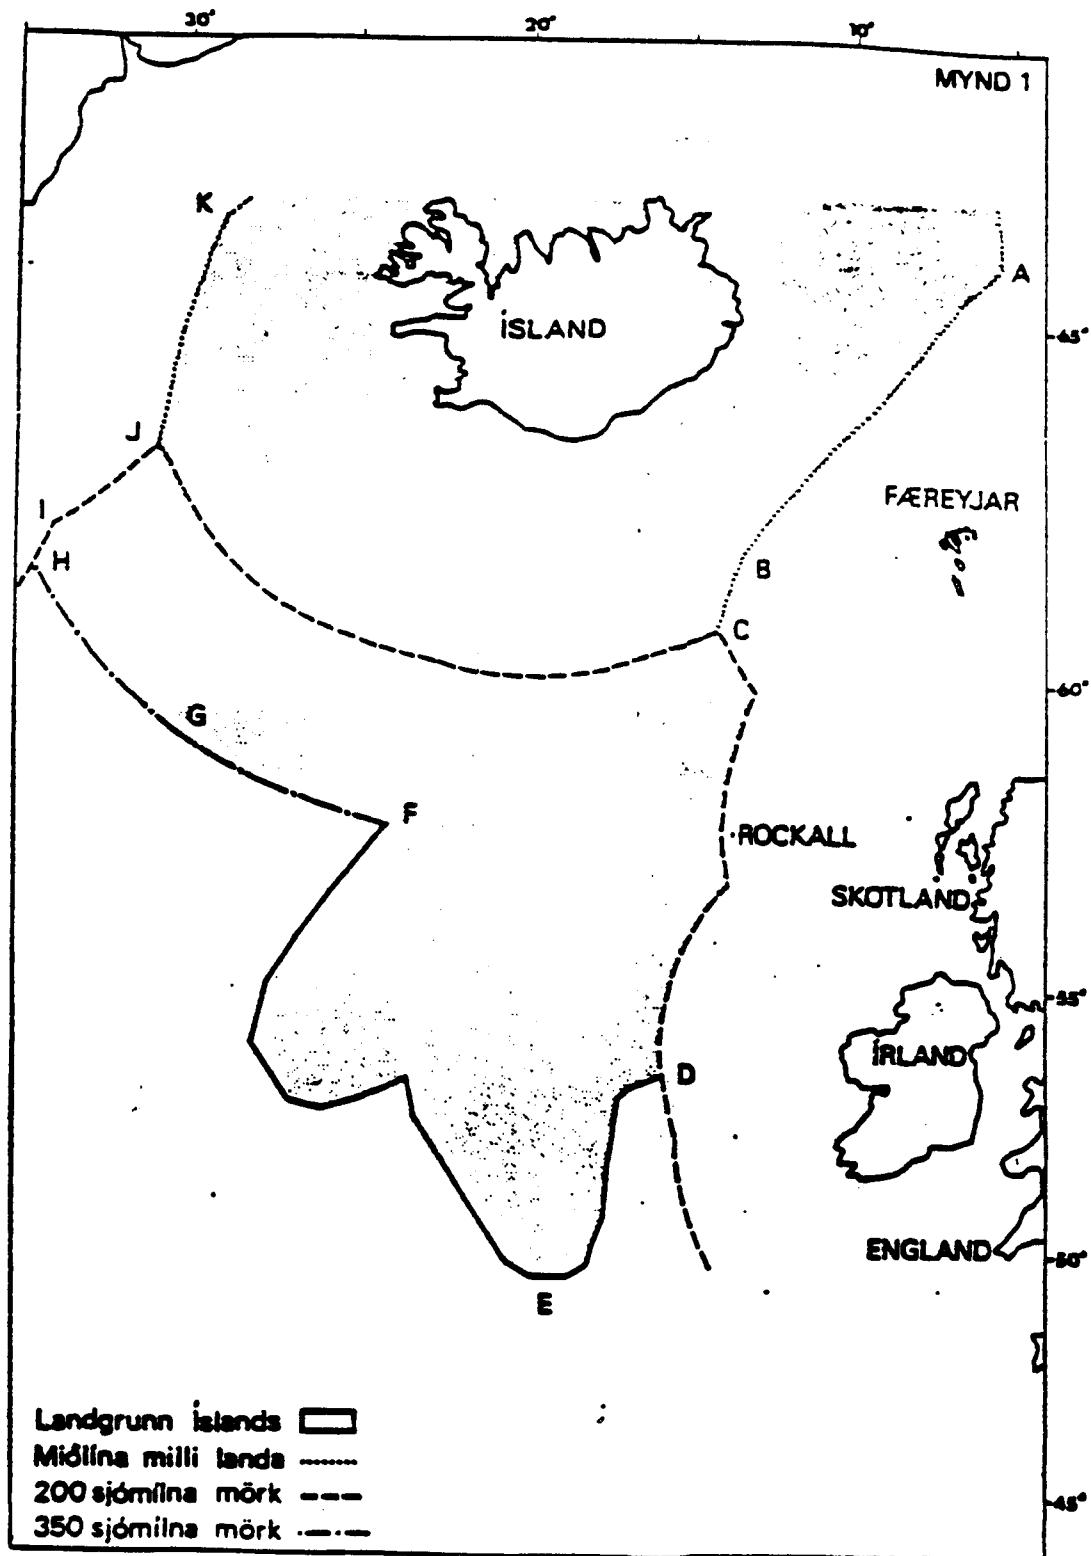 30° 20° 10°
MYND 1
K
A
ÍSLAND
65°
J
FÆREYJAR
I
H
B
C
60°
G
F
ROCKALL
SKOTLAND
55°
ÍRLAND
D
ENGLAND
50°
E
Landgrunn Íslands
Miðlína milli landa
200 sjómílna mörk
45°
350 sjómílna mörk